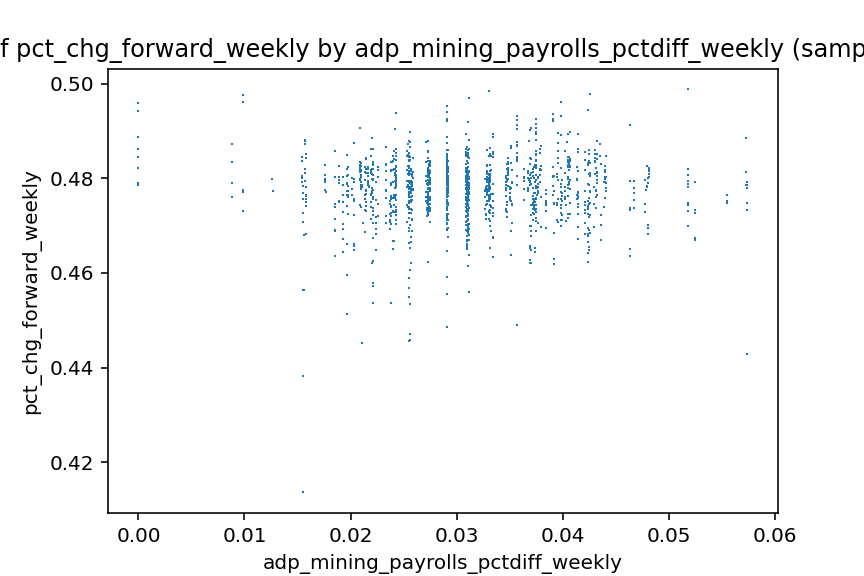 f pct_chg_forward_weekly by adp_mining_payrolls_pctdiff_weekly (samp
0.50
0.48
0.46
0.44
0.42
pct_chg_forward_weekly
0.00 0.01 0.02 0.03 0.04 0.05 0.06
adp_mining_payrolls_pctdiff_weekly